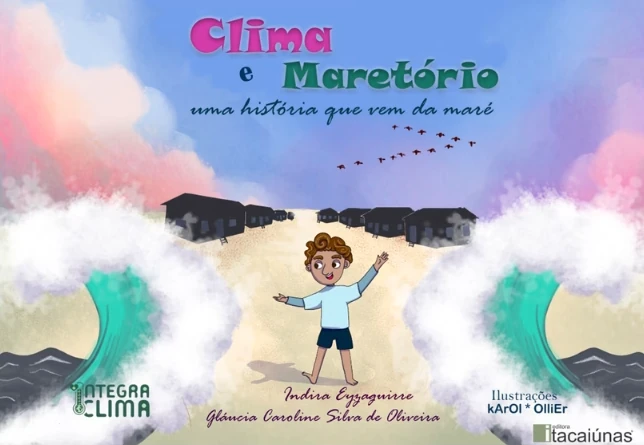 Clima
e Maretório
uma história que vem da maré
Indira Eyzaguirre
Gláucia Caroline Silva de Oliveira
ÍNTEGRA
CLIMA
Ilustrações
kArOl * OlliEr
editora
itacaiúnas